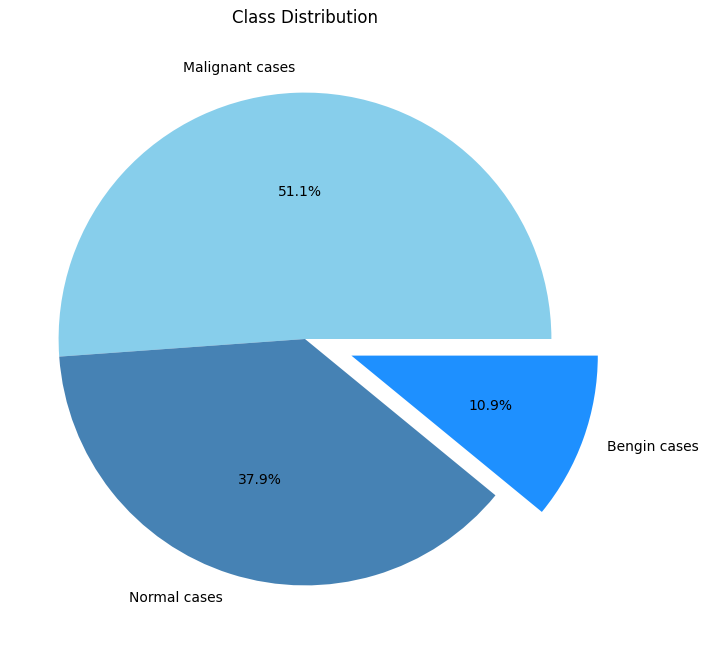 Class Distribution
Malignant cases
51.1%
10.9%
Bengin cases
37.9%
Normal cases